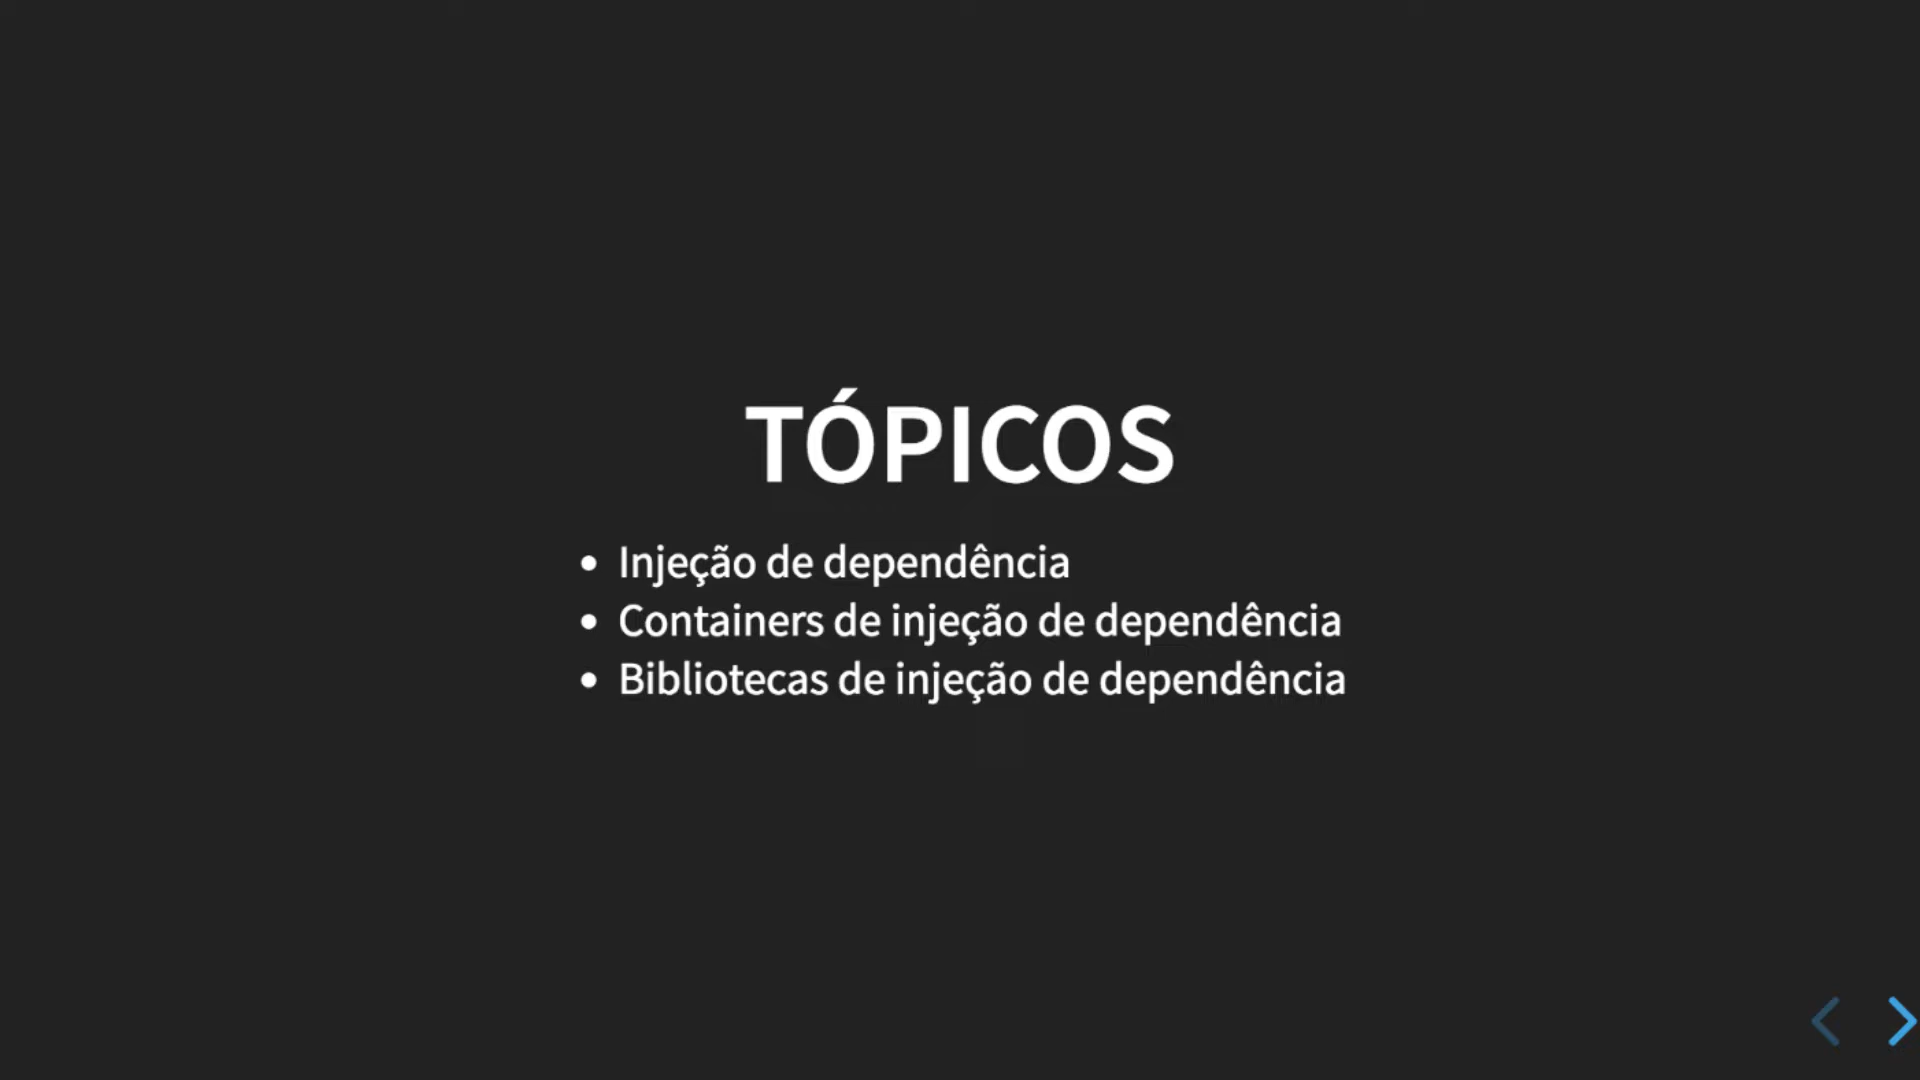 TÓPICOS
• Injeção de dependência
• Containers de injeção de dependência
• Bibliotecas de injeção de dependência